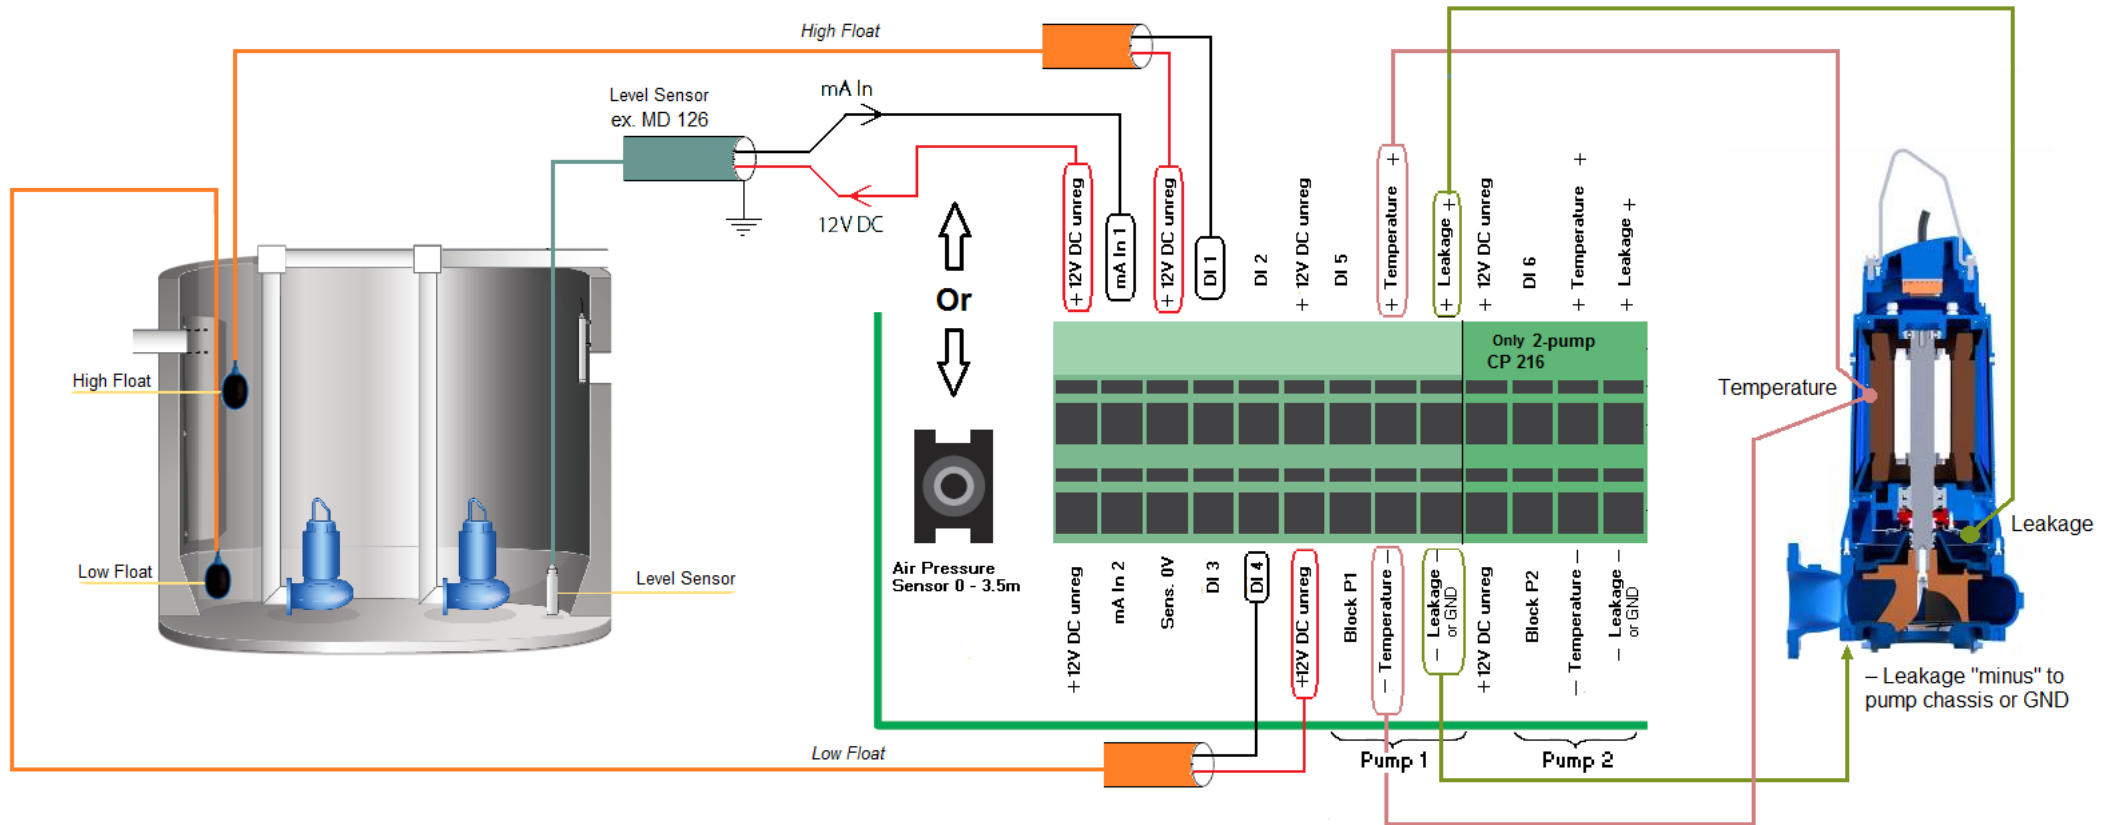 High Float
Level Sensor
ex. MD 126
mA In
12V DC
High Float
Low Float
Level Sensor
Or
Air Pressure
Sensor 0 - 3.5m
+ 12V DC unreg
mA In 1
+ 12V DC unreg
DI 1
DI 2
+ 12V DC unreg
DI 5
+ Temperature +
+ Leakage +
+ 12V DC unreg
DI 6
+ Temperature +
+ Leakage +
Only 2-pump
CP 216
+ 12V DC unreg
mA In 2
Sens. 0V
DI 3
DI 4
+12V DC unreg
Block P1
– Temperature –
– Leakage –
or GND
+ 12V DC unreg
Block P2
– Temperature –
– Leakage –
or GND
Pump 1
Pump 2
Low Float
Temperature
Leakage
– Leakage "minus" to
pump chassis or GND